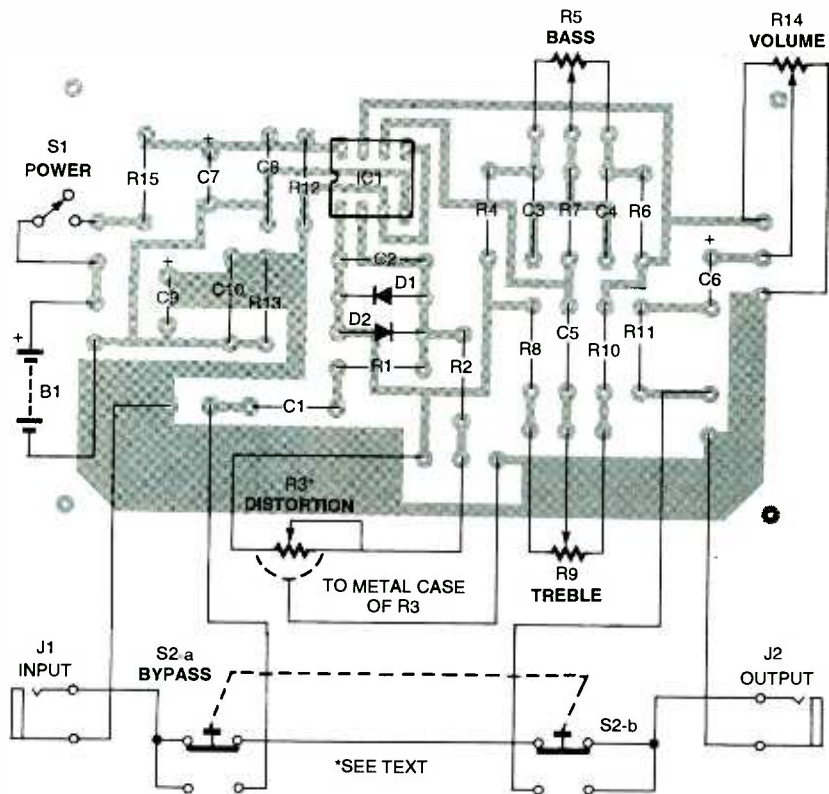 R5
BASS
R14
VOLUME
S1
POWER
R15
+
C7
C8
R12
IC1
R4
C3
R7
C4
R6
+
C9
C10
R13
C2
D1
D2
+
C6
+
B1
R1
R2
R8
C5
R10
R11
C1
R3*
DISTORTION
TO METAL CASE
OF R3
R9
TREBLE
J1
INPUT
S2-a
BYPASS
J2
OUTPUT
S2-b
*SEE TEXT